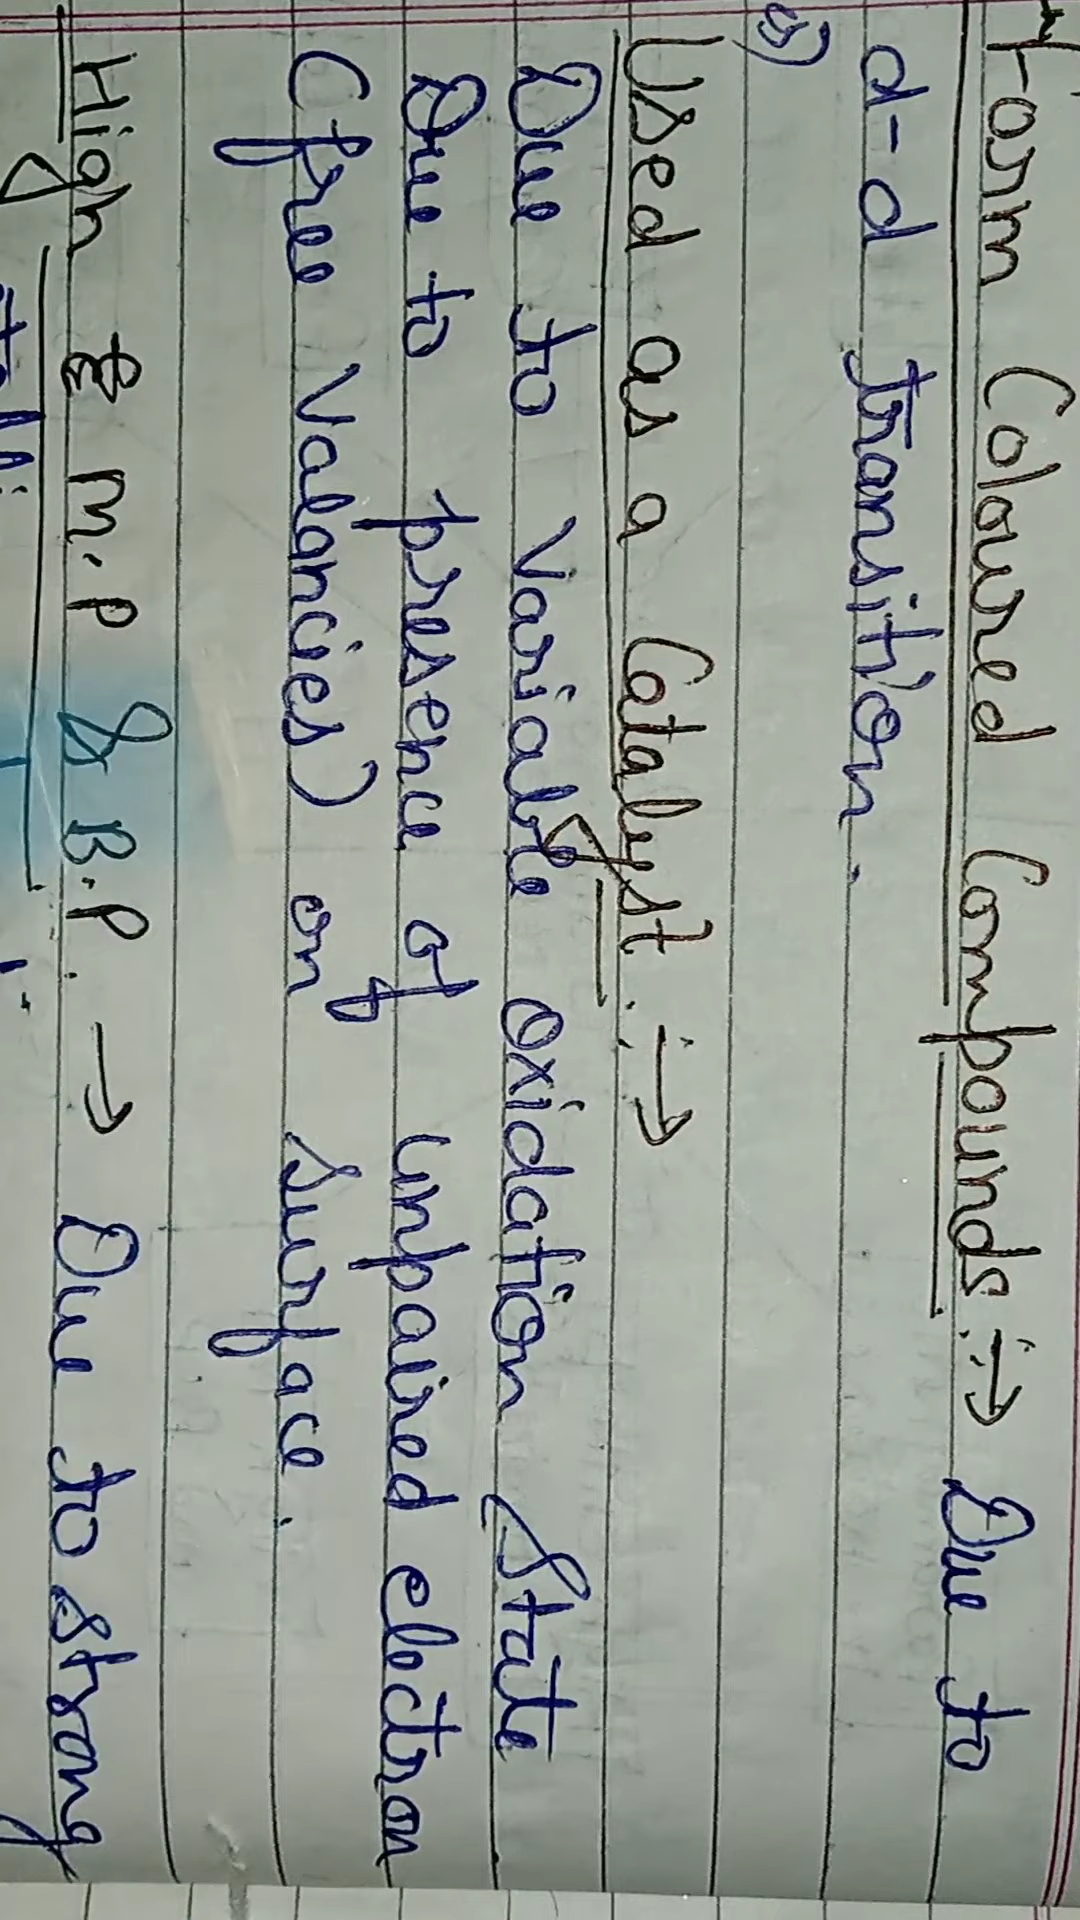 Form Coloured Compounds :→ Due to
d-d transition.
Used as a Catalyst :→
Due to Variable oxidation State
Due to presence of unpaired electron
(free Valancies) on surface.
High & m.p & B.P. → Due to strong